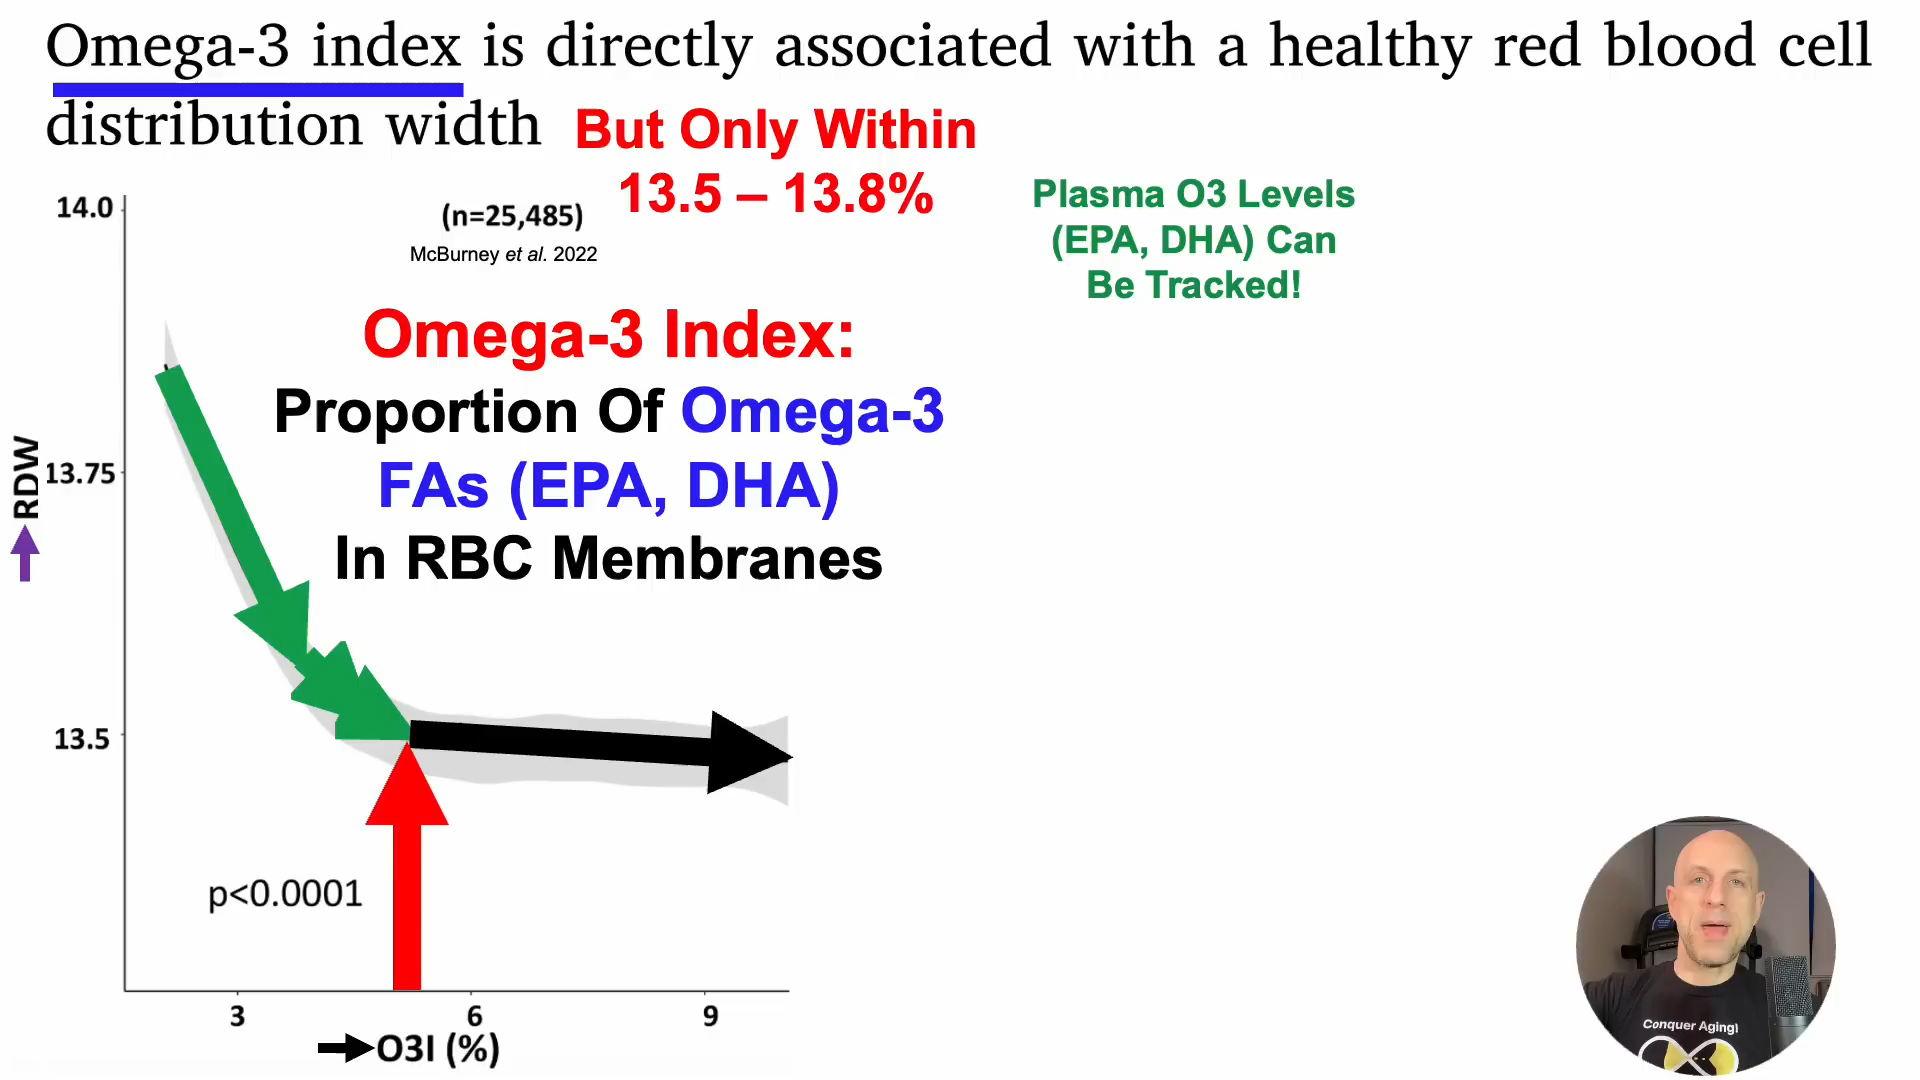 Omega-3 index is directly associated with a healthy red blood cell
distribution width
But Only Within
13.5 – 13.8%
(n=25,485)
McBurney et al. 2022
Plasma O3 Levels
(EPA, DHA) Can
Be Tracked!
Omega-3 Index:
Proportion Of Omega-3
FAs (EPA, DHA)
In RBC Membranes
14.0
13.75
13.5
RDW
p<0.0001
3
6
9
O3I (%)
Conquer Aging!